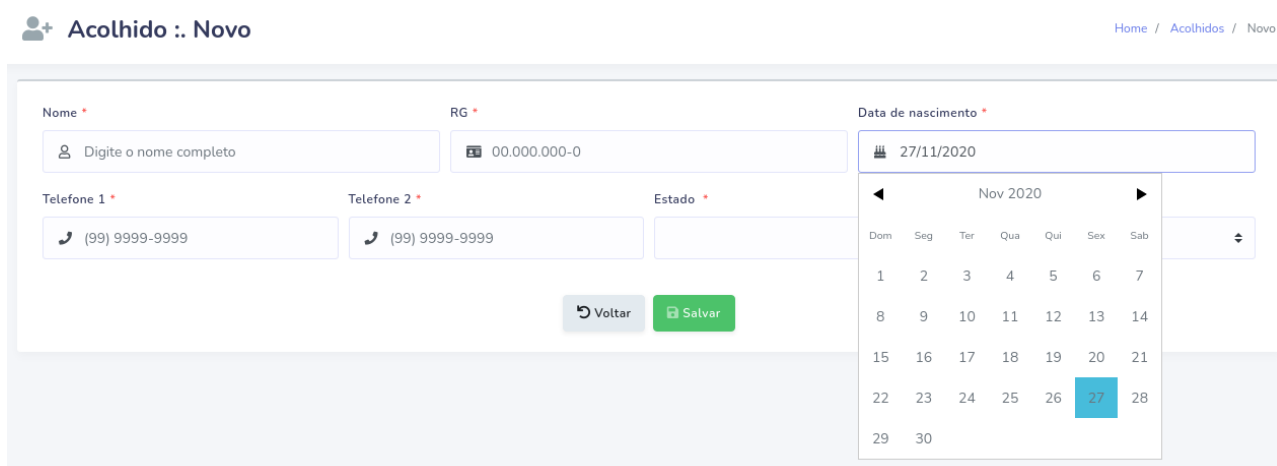 Acolhido :. Novo
Home / Acolhidos / Novo
Nome * RG * Data de nascimento *
Digite o nome completo 00.000.000-0 27/11/2020
Telefone 1 * Telefone 2 * Estado *
(99) 9999-9999 (99) 9999-9999
Voltar Salvar
Nov 2020
Dom Seg Ter Qua Qui Sex Sab
1 2 3 4 5 6 7
8 9 10 11 12 13 14
15 16 17 18 19 20 21
22 23 24 25 26 27 28
29 30